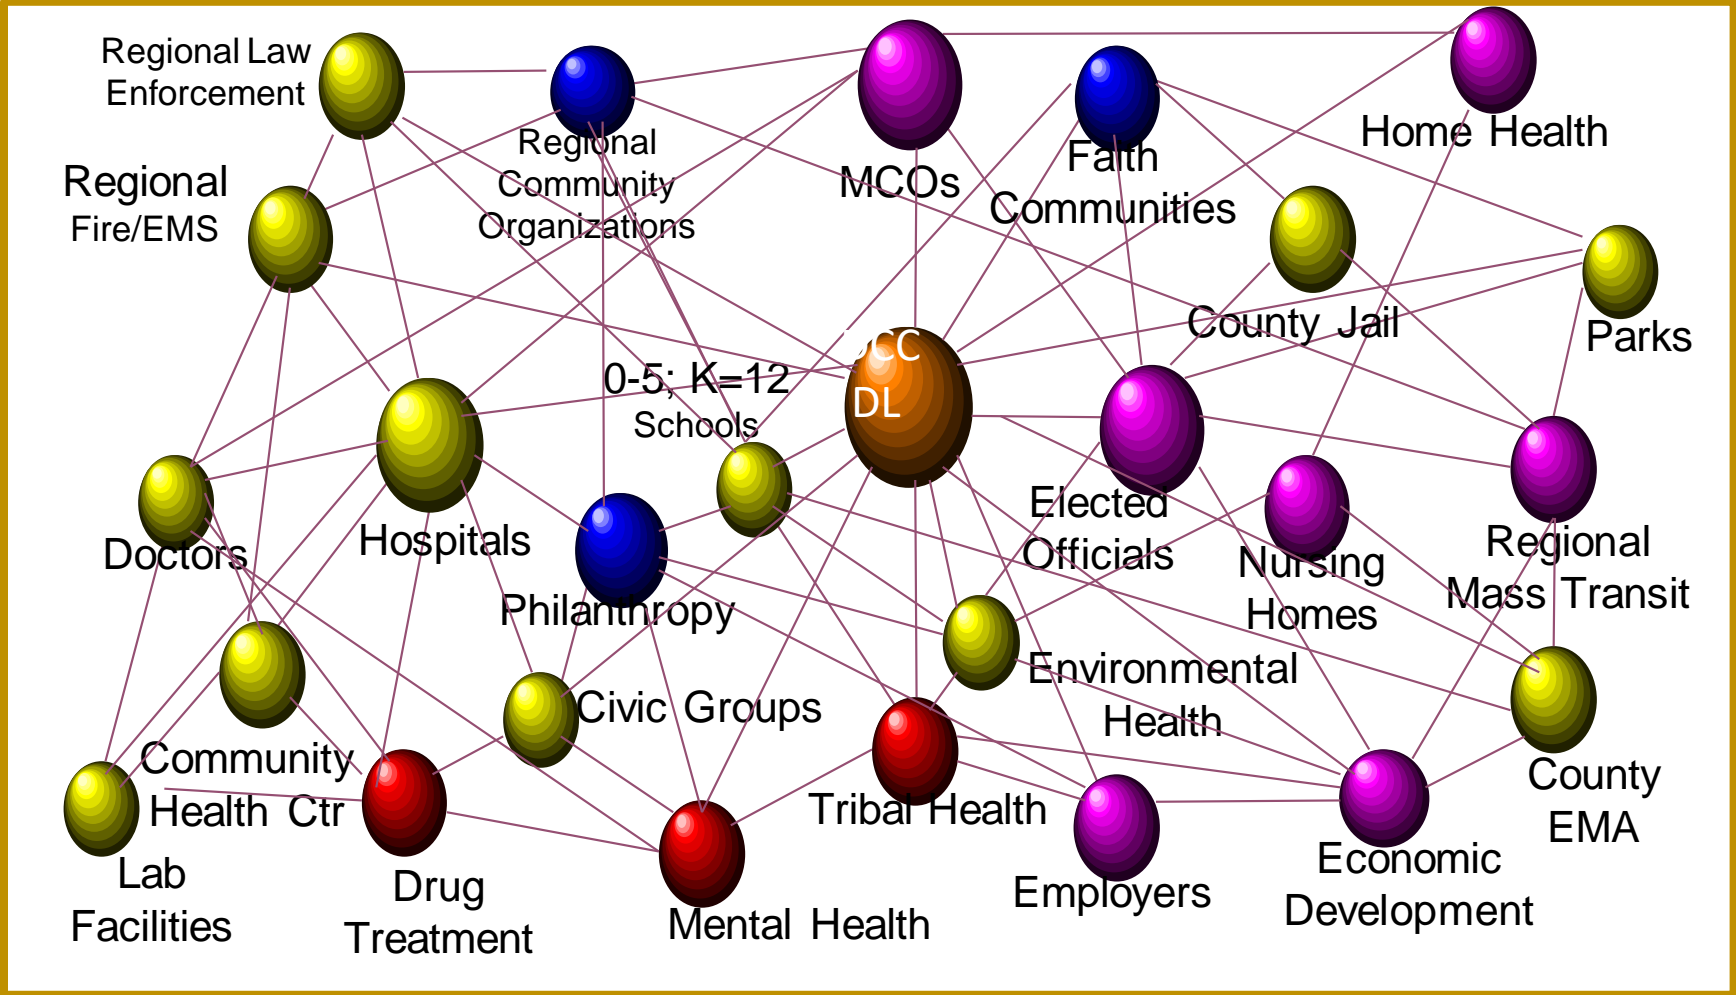 Regional Law
Enforcement
Regional
Fire/EMS
Regional
Community
Organizations
MCOs
Faith
Communities
Home Health
County Jail
Parks
CC
DL
0-5; K=12
Schools
Doctors
Hospitals
Philanthropy
Elected
Officials
Nursing
Homes
Regional
Mass Transit
Environmental
Health
Civic Groups
Community
Health Ctr
Lab
Facilities
Drug
Treatment
Mental Health
Tribal Health
Employers
Economic
Development
County
EMA